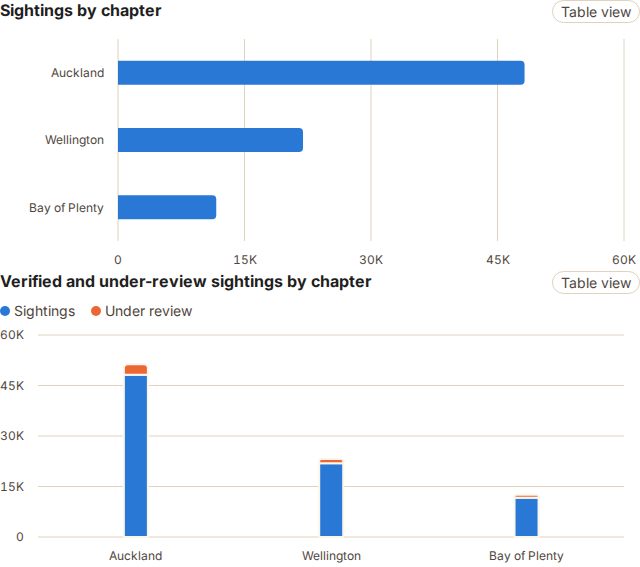 Sightings by chapter
Table view
Auckland
Wellington
Bay of Plenty
0 15K 30K 45K 60K
Verified and under-review sightings by chapter
Table view
Sightings Under review
60K
45K
30K
15K
0
Auckland Wellington Bay of Plenty